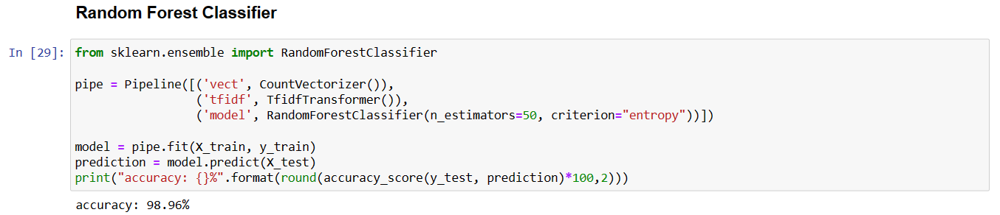 Random Forest Classifier
In [29]: from sklearn.ensemble import RandomForestClassifier
pipe = Pipeline([('vect', CountVectorizer()),
('tfidf', TfidfTransformer()),
('model', RandomForestClassifier(n_estimators=50, criterion="entropy"))])
model = pipe.fit(X_train, y_train)
prediction = model.predict(X_test)
print("accuracy: {}%".format(round(accuracy_score(y_test, prediction)*100,2)))
accuracy: 98.96%